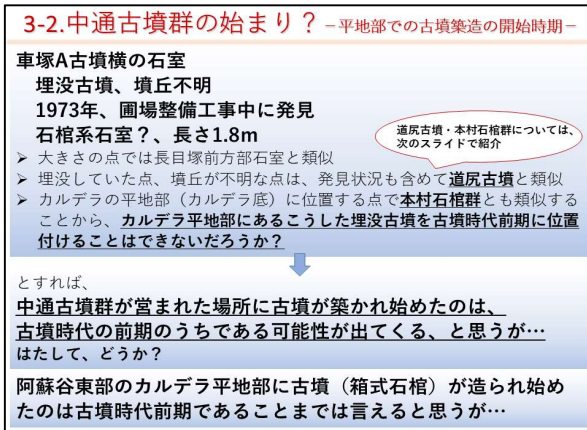 3-2.中通古墳群の始まり？－平地部での古墳築造の開始時期－
車塚A古墳横の石室
埋没古墳、墳丘不明
1973年、圃場整備工事中に発見
石棺系石室？、長さ1.8m
道尻古墳・本村石棺群については、
次のスライドで紹介
➢ 大きさの点では長目塚前方部石室と類似
➢ 埋没していた点、墳丘が不明な点は、発見状況も含めて道尻古墳と類似
➢ カルデラの平地部（カルデラ底）に位置する点で本村石棺群とも類似する
ことから、カルデラ平地部にあるこうした埋没古墳を古墳時代前期に位置
付けることはできないだろうか？
とすれば、
中通古墳群が営まれた場所に古墳が築かれ始めたのは、
古墳時代の前期のうちである可能性が出てくる、と思うが…
はたして、どうか？
阿蘇谷東部のカルデラ平地部に古墳（箱式石棺）が造られ始め
たのは古墳時代前期であることまでは言えると思うが…